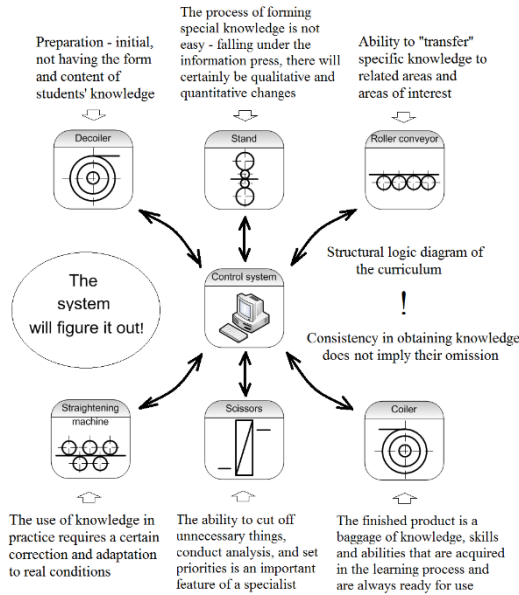 Preparation - initial,
not having the form
and content of
students' knowledge
The process of forming
special knowledge is not
easy - falling under the
information press, there will
certainly be qualitative and
quantitative changes
Ability to "transfer"
specific knowledge to
related areas and
areas of interest
Decoiler
Stand
Roller conveyor
The
system
will figure it out!
Control system
Structural logic diagram of
the curriculum
!
Consistency in obtaining knowledge
does not imply their omission
Straightening
machine
Scissors
Coiler
The use of knowledge in
practice requires a certain
correction and adaptation
to real conditions
The ability to cut off
unnecessary things,
conduct analysis, and set
priorities is an important
feature of a specialist
The finished product is a
baggage of knowledge, skills
and abilities that are acquired
in the learning process and
are always ready for use